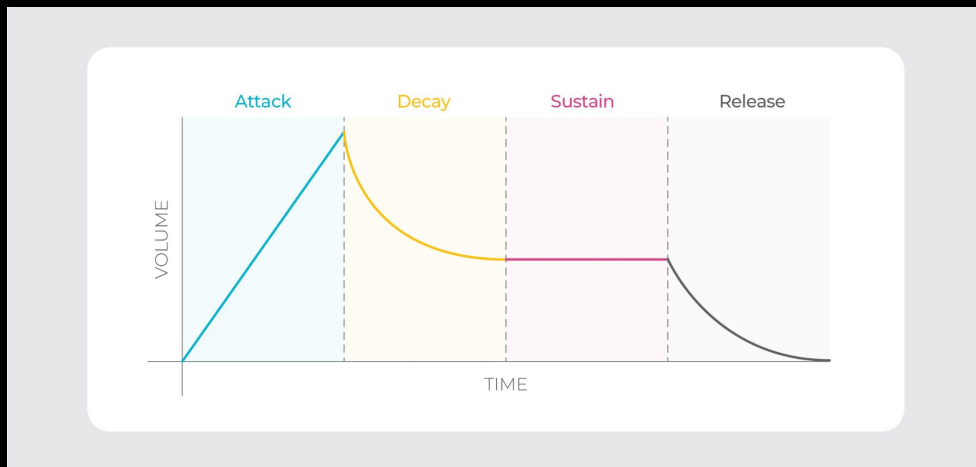 Attack
Decay
Sustain
Release
VOLUME
TIME